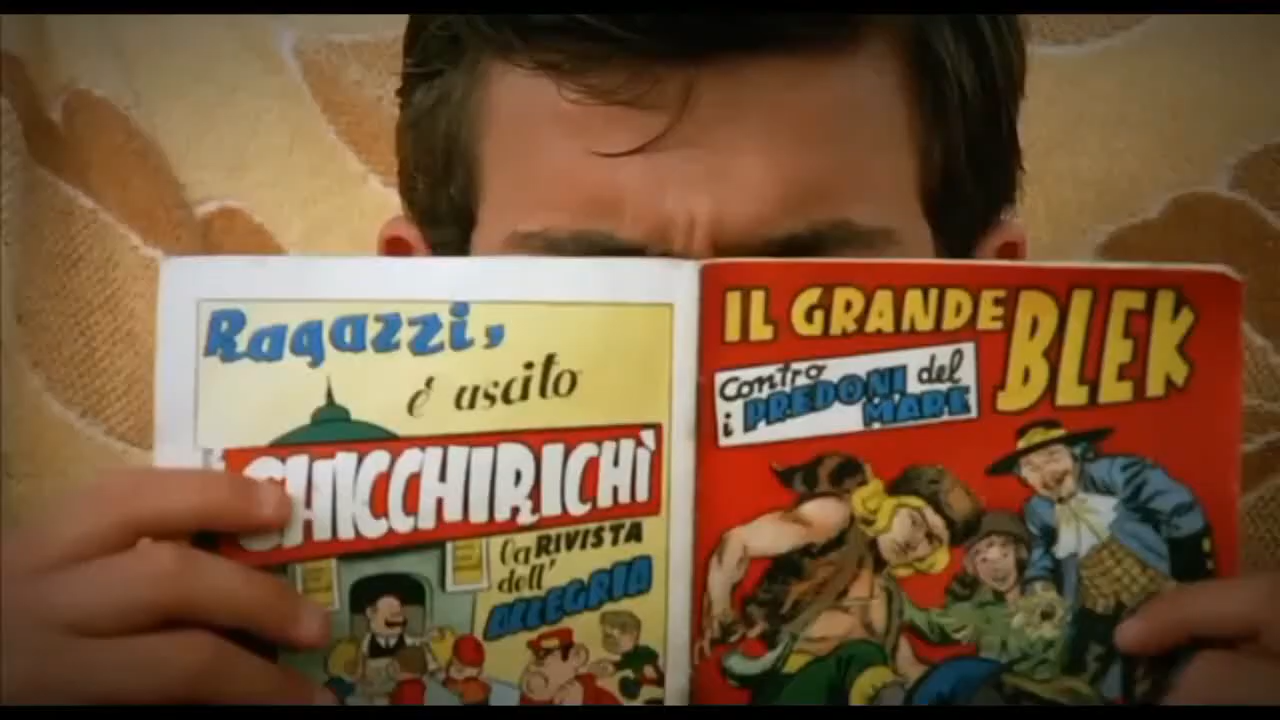 Ragazzi,
é uscito
CHICCHIRICHÌ
la RIVISTA
dell'
ALLEGRIA
IL GRANDE
BLEK
contro
i PREDONI del
MARE